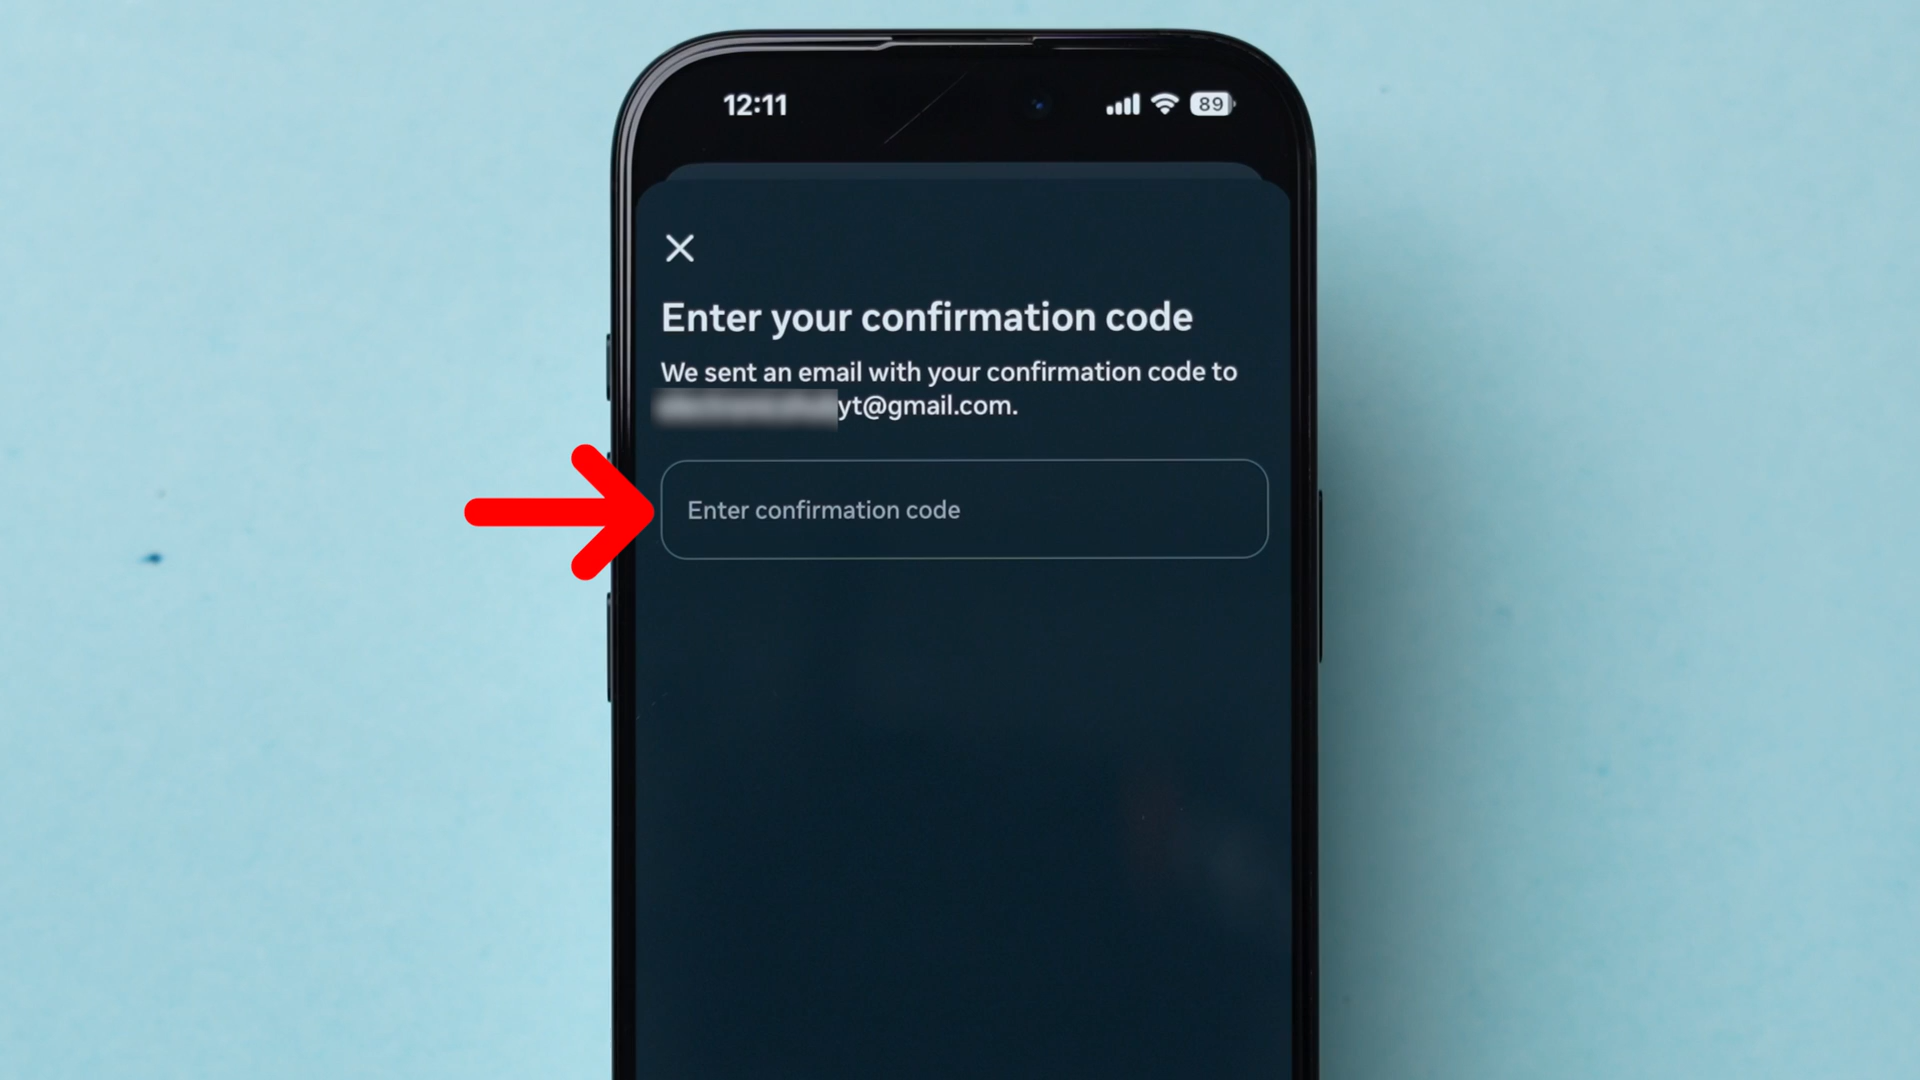 12:11
89
Enter your confirmation code
We sent an email with your confirmation code to
yt@gmail.com.
Enter confirmation code